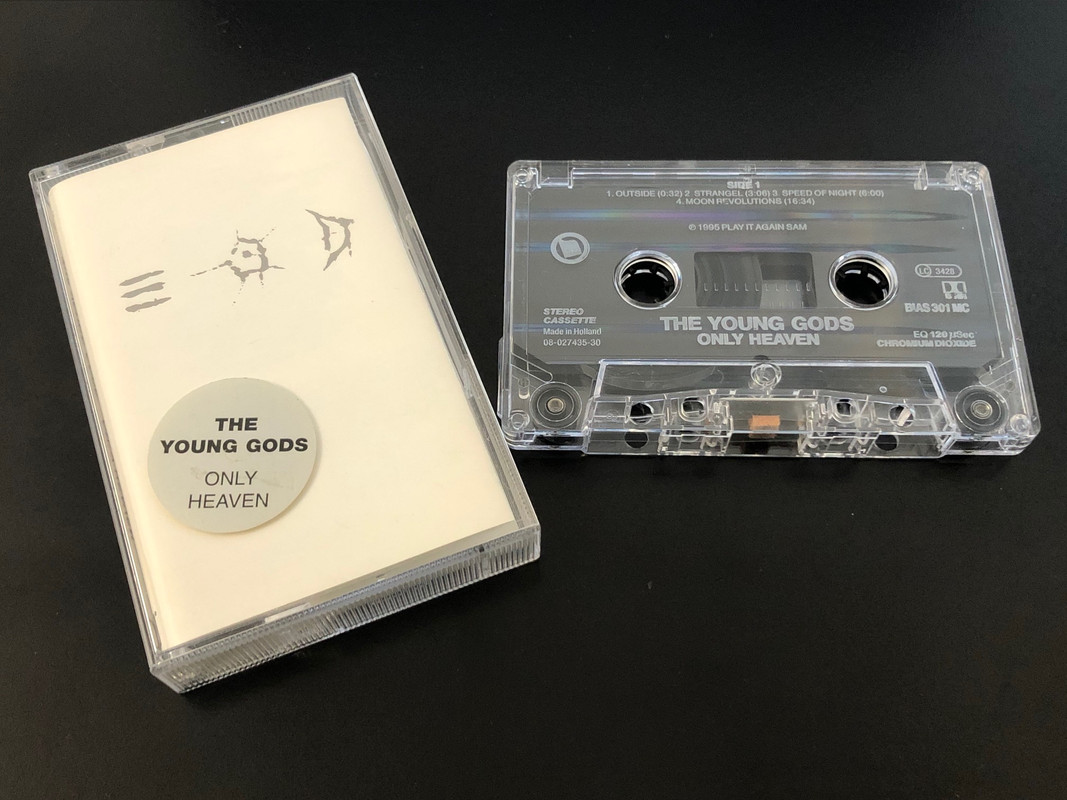 THE
YOUNG GODS
ONLY
HEAVEN
SIDE 1
1. OUTSIDE (0:32) 2 STRANGEL (3:06) 3. SPEED OF NIGHT (6:00)
4. MOON REVOLUTIONS (16:34)
℗ 1995 PLAY IT AGAIN SAM
LC 3428
BIAS 301 MC
STEREO
CASSETTE
Made in Holland
08-027435-30
THE YOUNG GODS
ONLY HEAVEN
EQ 120 µSec
CHROMIUM DIOXIDE